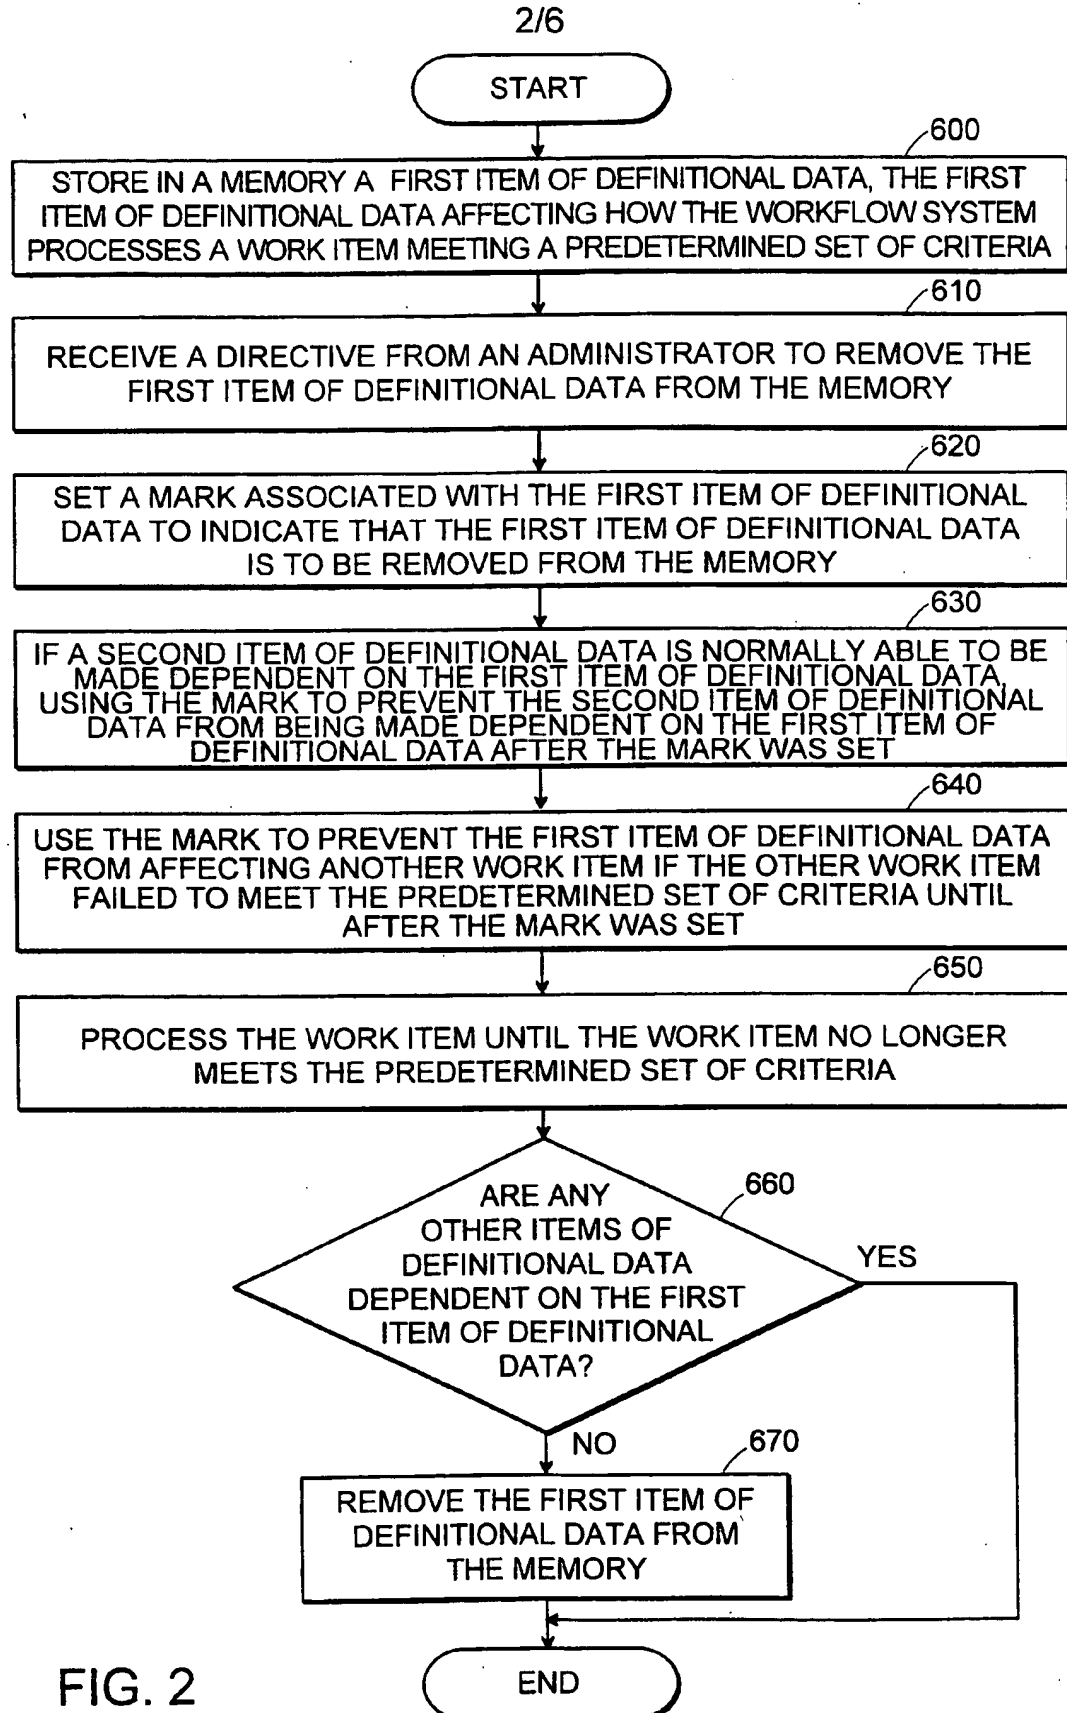 2/6
START
600
STORE IN A MEMORY A FIRST ITEM OF DEFINITIONAL DATA, THE FIRST
ITEM OF DEFINITIONAL DATA AFFECTING HOW THE WORKFLOW SYSTEM
PROCESSES A WORK ITEM MEETING A PREDETERMINED SET OF CRITERIA
610
RECEIVE A DIRECTIVE FROM AN ADMINISTRATOR TO REMOVE THE
FIRST ITEM OF DEFINITIONAL DATA FROM THE MEMORY
620
SET A MARK ASSOCIATED WITH THE FIRST ITEM OF DEFINITIONAL
DATA TO INDICATE THAT THE FIRST ITEM OF DEFINITIONAL DATA
IS TO BE REMOVED FROM THE MEMORY
630
IF A SECOND ITEM OF DEFINITIONAL DATA IS NORMALLY ABLE TO BE
MADE DEPENDENT ON THE FIRST ITEM OF DEFINITIONAL DATA,
USING THE MARK TO PREVENT THE SECOND ITEM OF DEFINITIONAL
DATA FROM BEING MADE DEPENDENT ON THE FIRST ITEM OF
DEFINITIONAL DATA AFTER THE MARK WAS SET
640
USE THE MARK TO PREVENT THE FIRST ITEM OF DEFINITIONAL DATA
FROM AFFECTING ANOTHER WORK ITEM IF THE OTHER WORK ITEM
FAILED TO MEET THE PREDETERMINED SET OF CRITERIA UNTIL
AFTER THE MARK WAS SET
650
PROCESS THE WORK ITEM UNTIL THE WORK ITEM NO LONGER
MEETS THE PREDETERMINED SET OF CRITERIA
660
ARE ANY
OTHER ITEMS OF
DEFINITIONAL DATA
DEPENDENT ON THE FIRST
ITEM OF DEFINITIONAL
DATA?
YES
NO
670
REMOVE THE FIRST ITEM OF
DEFINITIONAL DATA FROM
THE MEMORY
END
FIG. 2